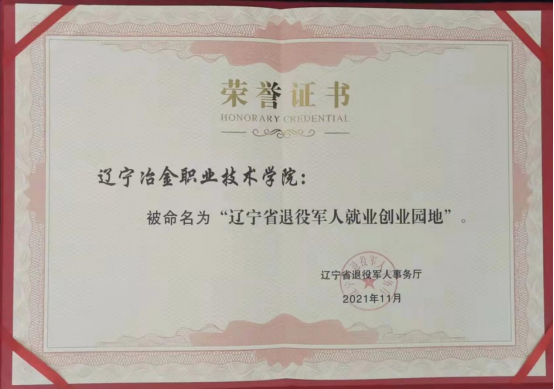 荣誉证书
HONORARY CREDENTIAL
辽宁冶金职业技术学院：
被命名为“辽宁省退役军人就业创业园地”。
辽宁省退役军人事务厅
2021年11月